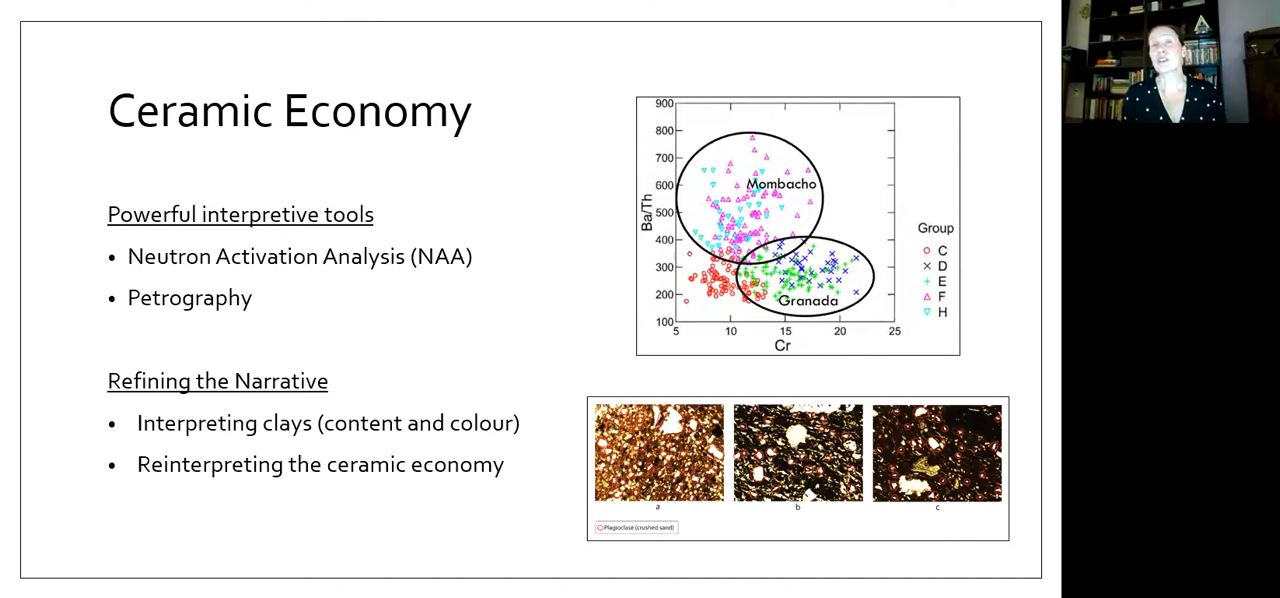 Ceramic Economy
Powerful interpretive tools
• Neutron Activation Analysis (NAA)
• Petrography
Refining the Narrative
• Interpreting clays (content and colour)
• Reinterpreting the ceramic economy
900
800
700
600
500
400
300
200
100
Ba/Th
Mombacho
Granada
5
10
15
20
25
Cr
Group
C
D
E
F
H
a
b
c
Plagioclase (crushed sand)